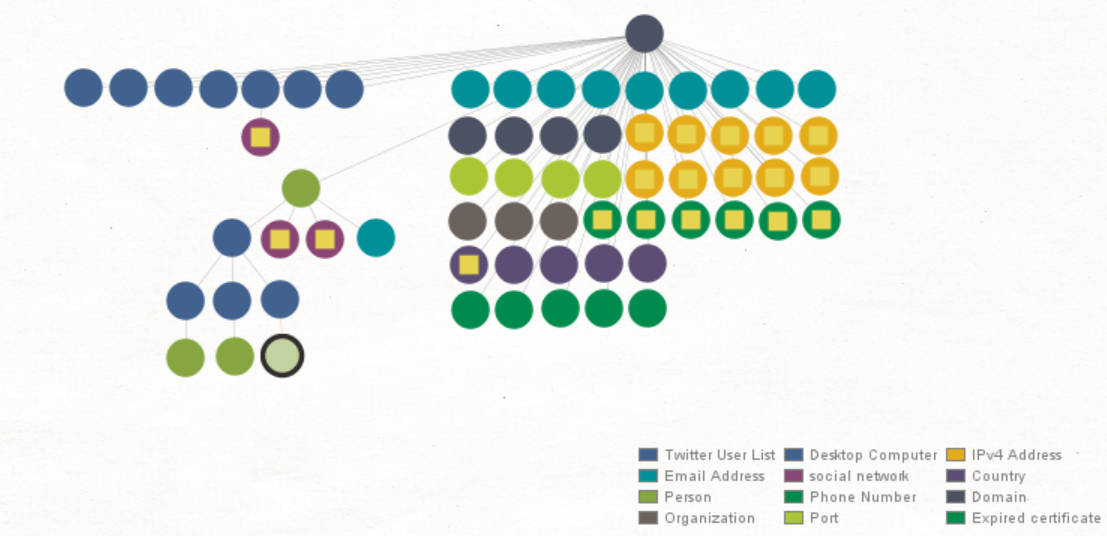 Twitter User List Desktop Computer IPv4 Address
Email Address social network Country
Person Phone Number Domain
Organization Port Expired certificate